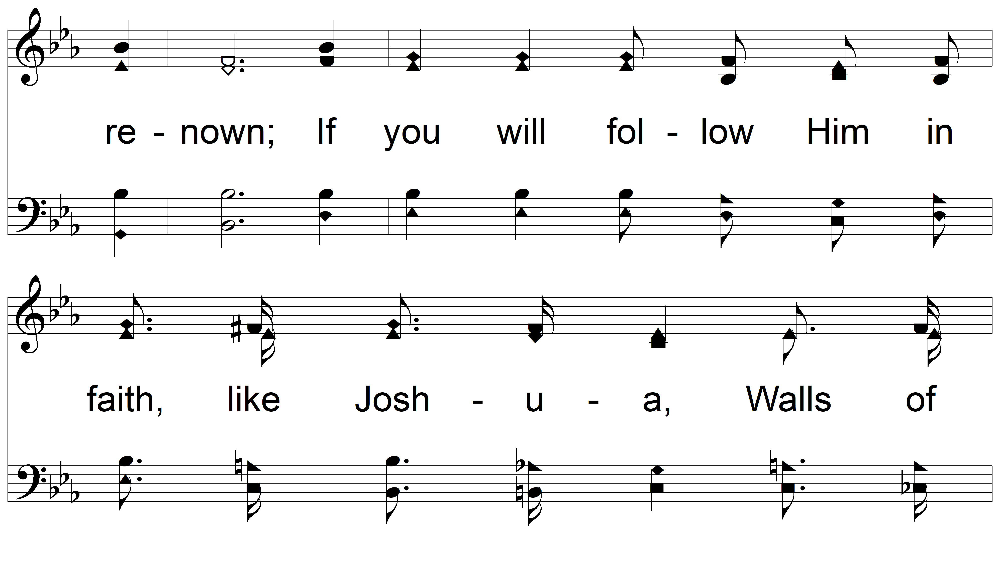 re - nown; If you will fol - low Him in
faith, like Josh - u - a, Walls of